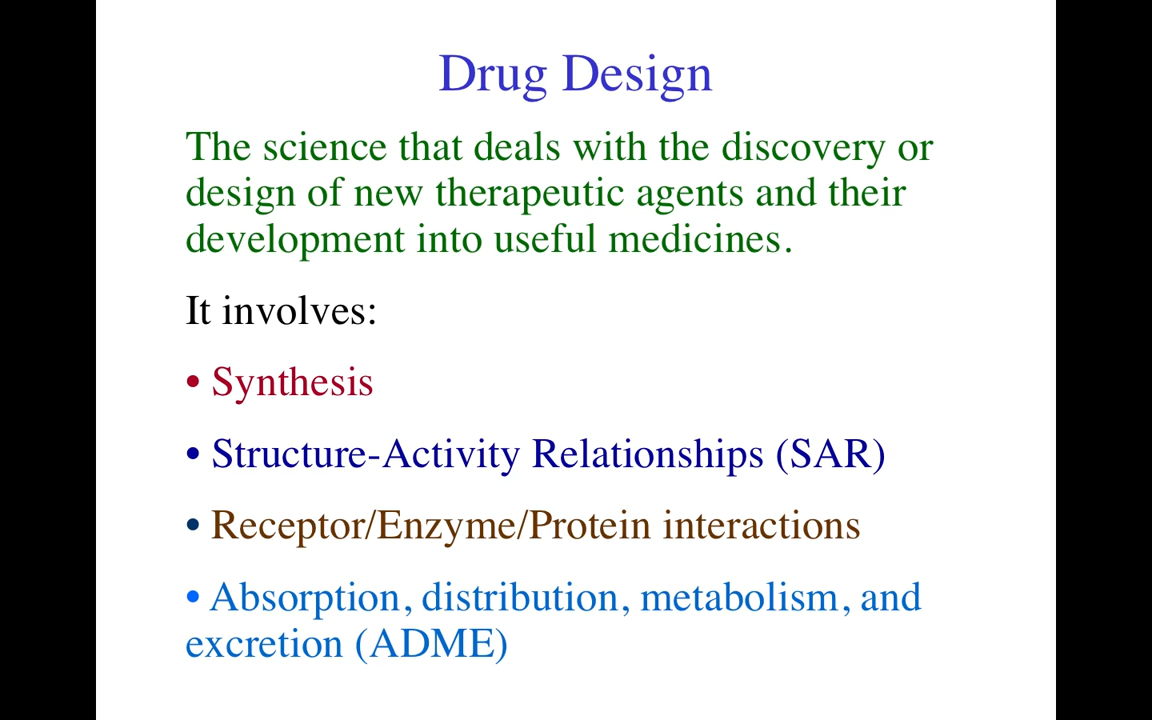 Drug Design
The science that deals with the discovery or
design of new therapeutic agents and their
development into useful medicines.
It involves:
• Synthesis
• Structure-Activity Relationships (SAR)
• Receptor/Enzyme/Protein interactions
• Absorption, distribution, metabolism, and
excretion (ADME)